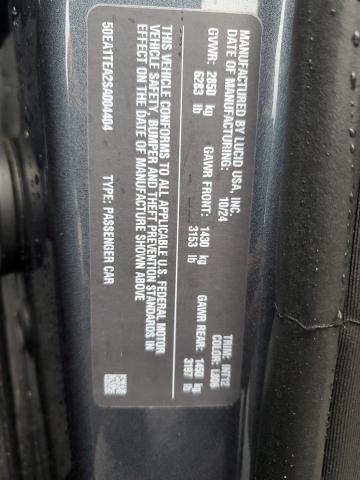 MANUFACTURED BY LUCID USA, INC.
DATE OF MANUFACTURING: 10/24
GVWR: 2850 kg
6283 lb
GAWR FRONT: 1430 kg
3153 lb
GAWR REAR: 1450 kg
3197 lb
THIS VEHICLE CONFORMS TO ALL APPLICABLE U.S. FEDERAL MOTOR
VEHICLE SAFETY, BUMPER AND THEFT PREVENTION STANDARDS IN
EFFECT ON THE DATE OF MANUFACTURE SHOWN ABOVE
TRIM: INT12
COLOR: L806
50EA1TEA2SA004404
TYPE: PASSENGER CAR